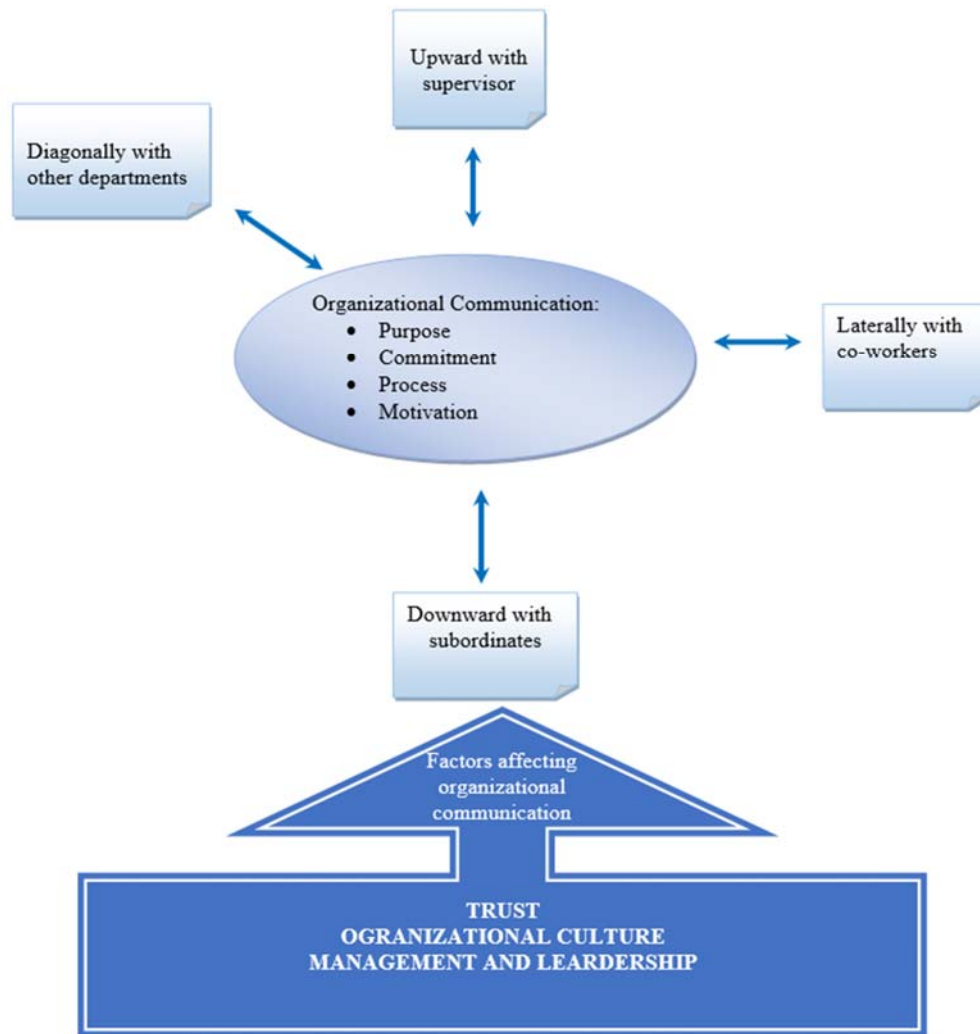 Upward with
supervisor
Diagonally with
other departments
Organizational Communication:
• Purpose
• Commitment
• Process
• Motivation
Laterally with
co-workers
Downward with
subordinates
Factors affecting
organizational
communication
TRUST
OGRANIZATIONAL CULTURE
MANAGEMENT AND LEARDERSHIP